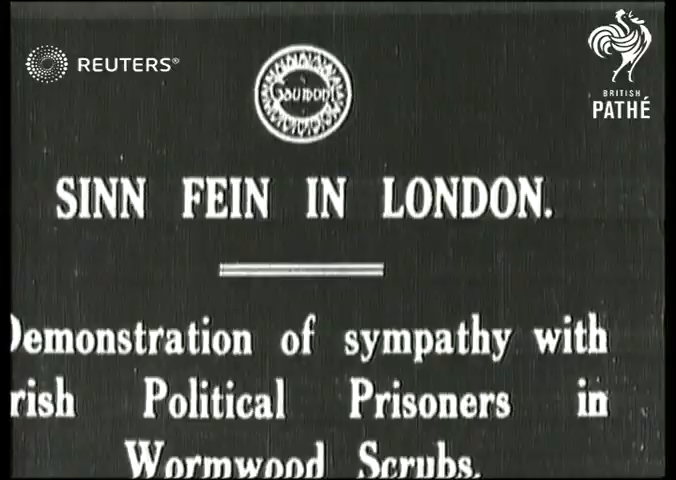 REUTERS®
BRITISH
PATHÉ
Gaumont
SINN FEIN IN LONDON.
Demonstration of sympathy with
rish Political Prisoners in
Wormwood Scrubs.